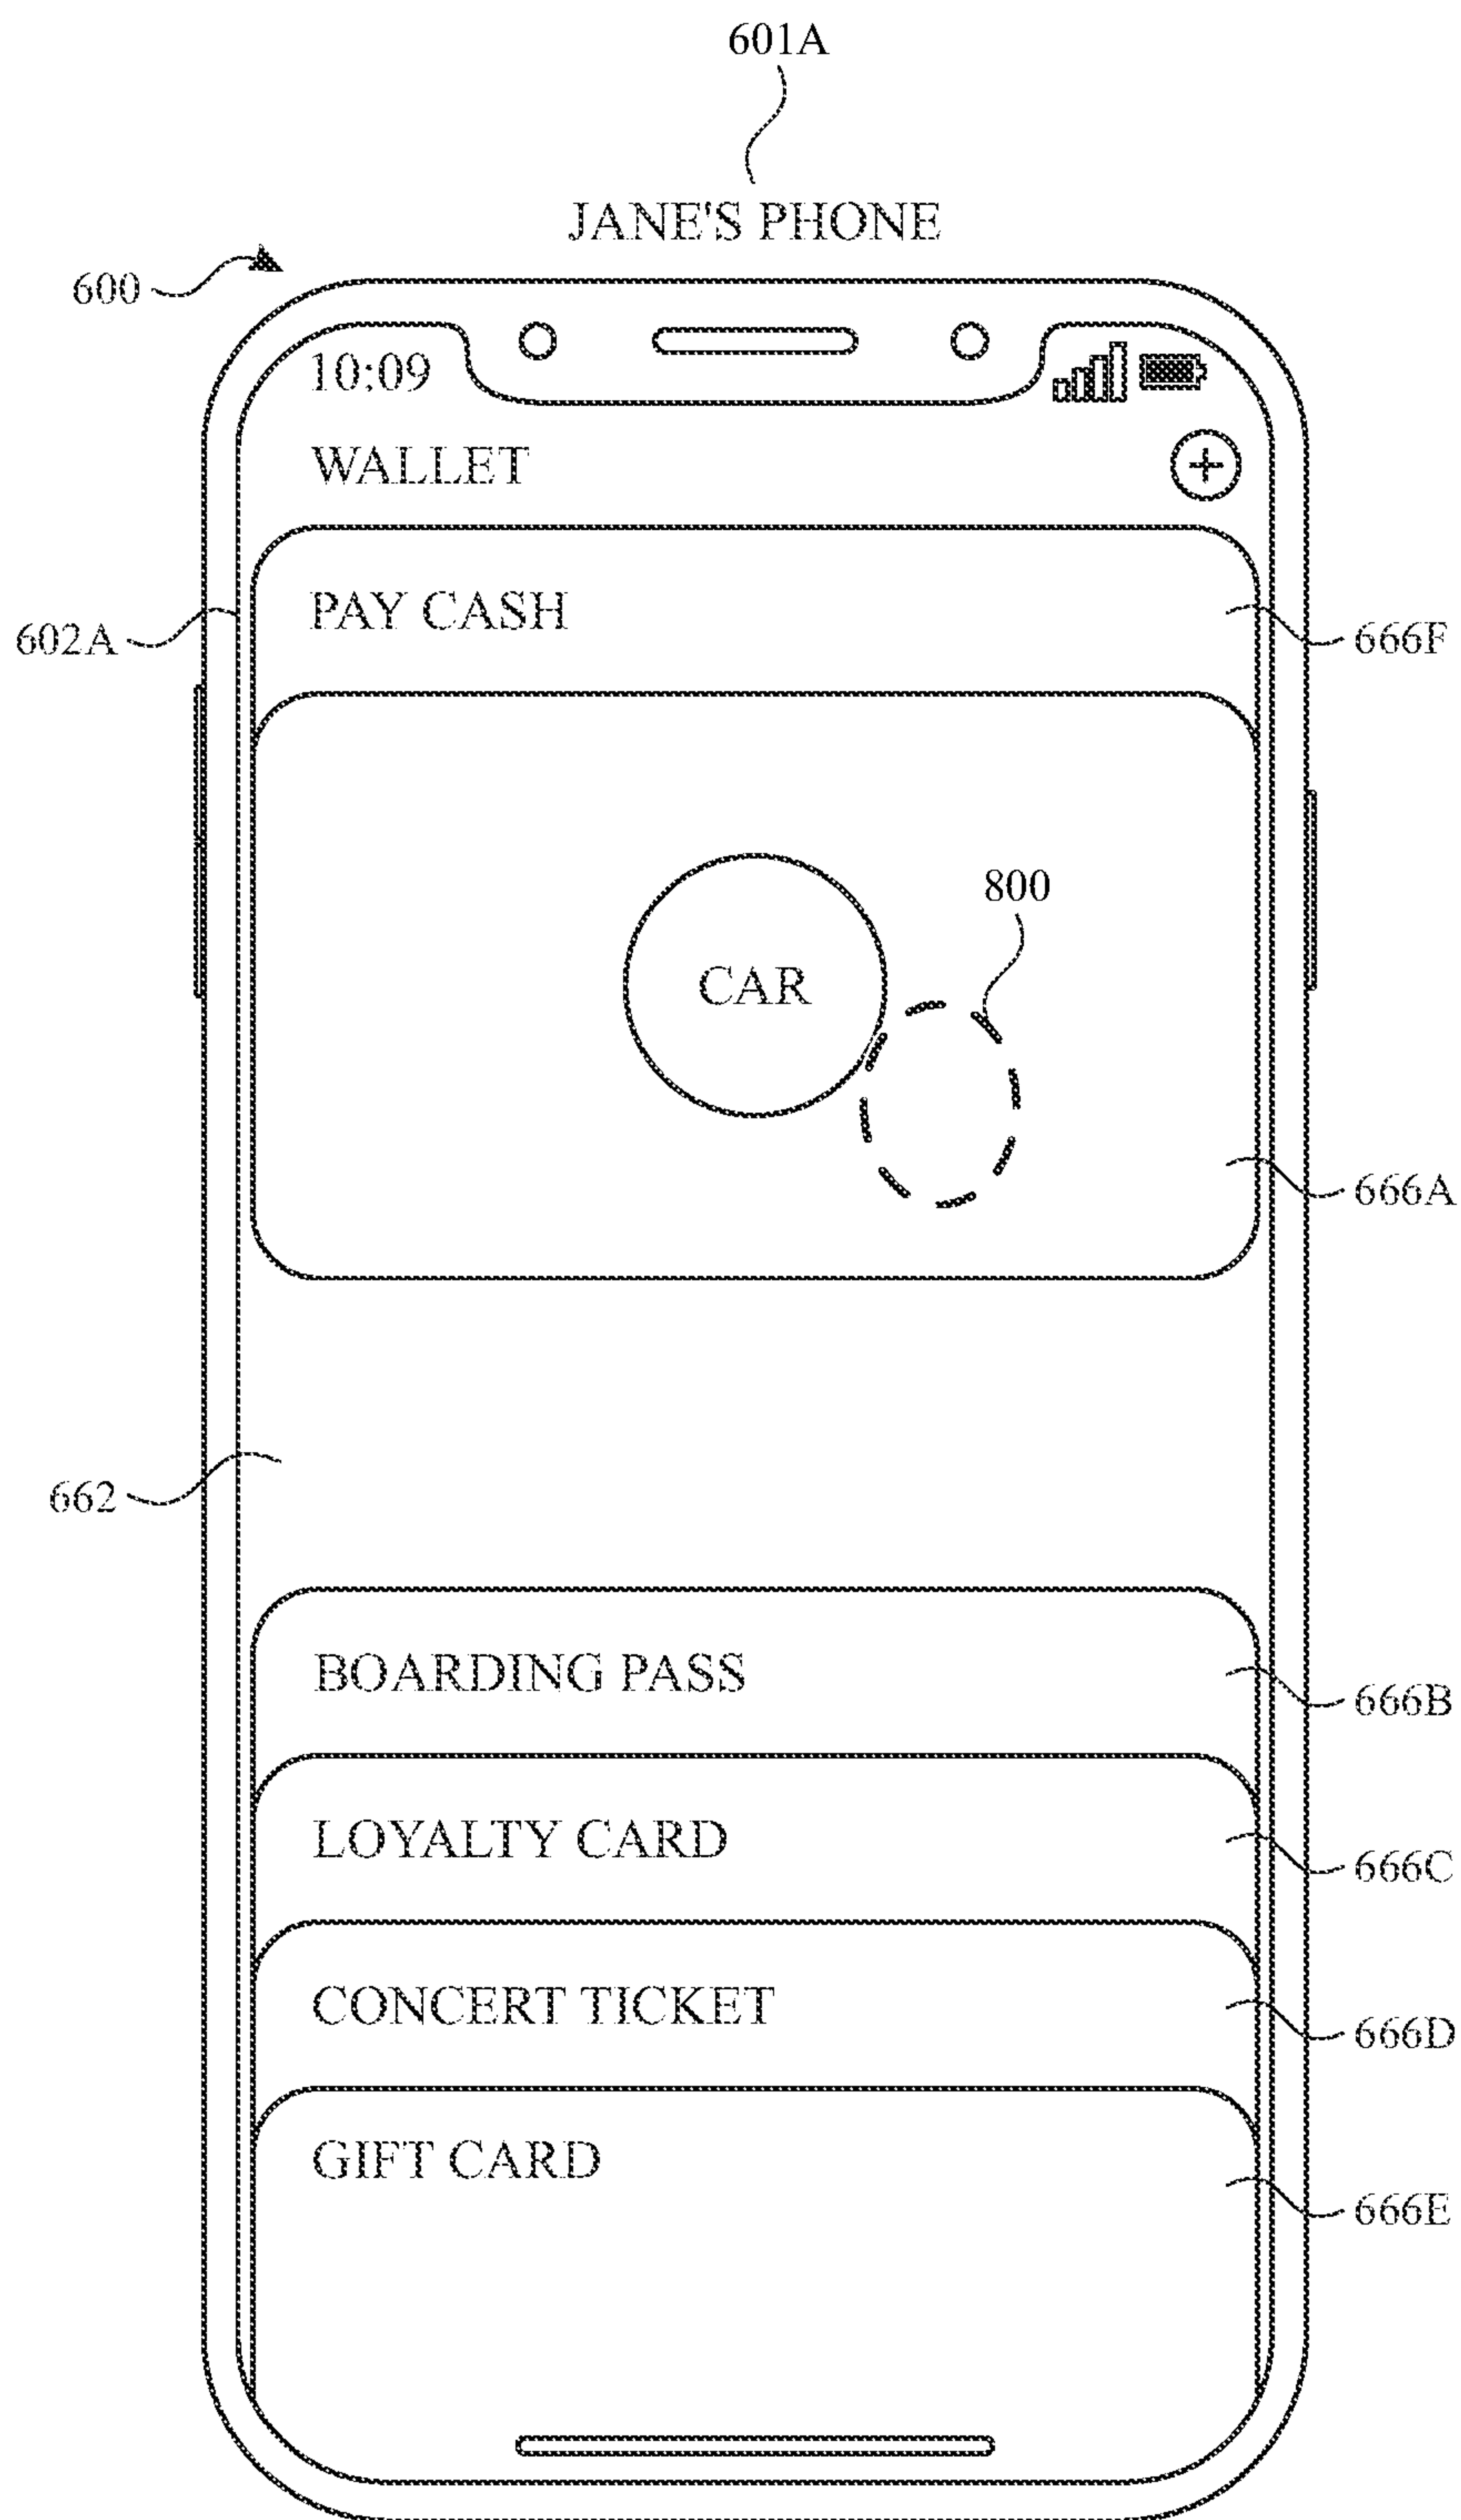 601A
JANE'S PHONE
600
10:09
WALLET
+
PAY CASH
602A
666F
800
CAR
666A
662
BOARDING PASS
666B
LOYALTY CARD
666C
CONCERT TICKET
666D
GIFT CARD
666E